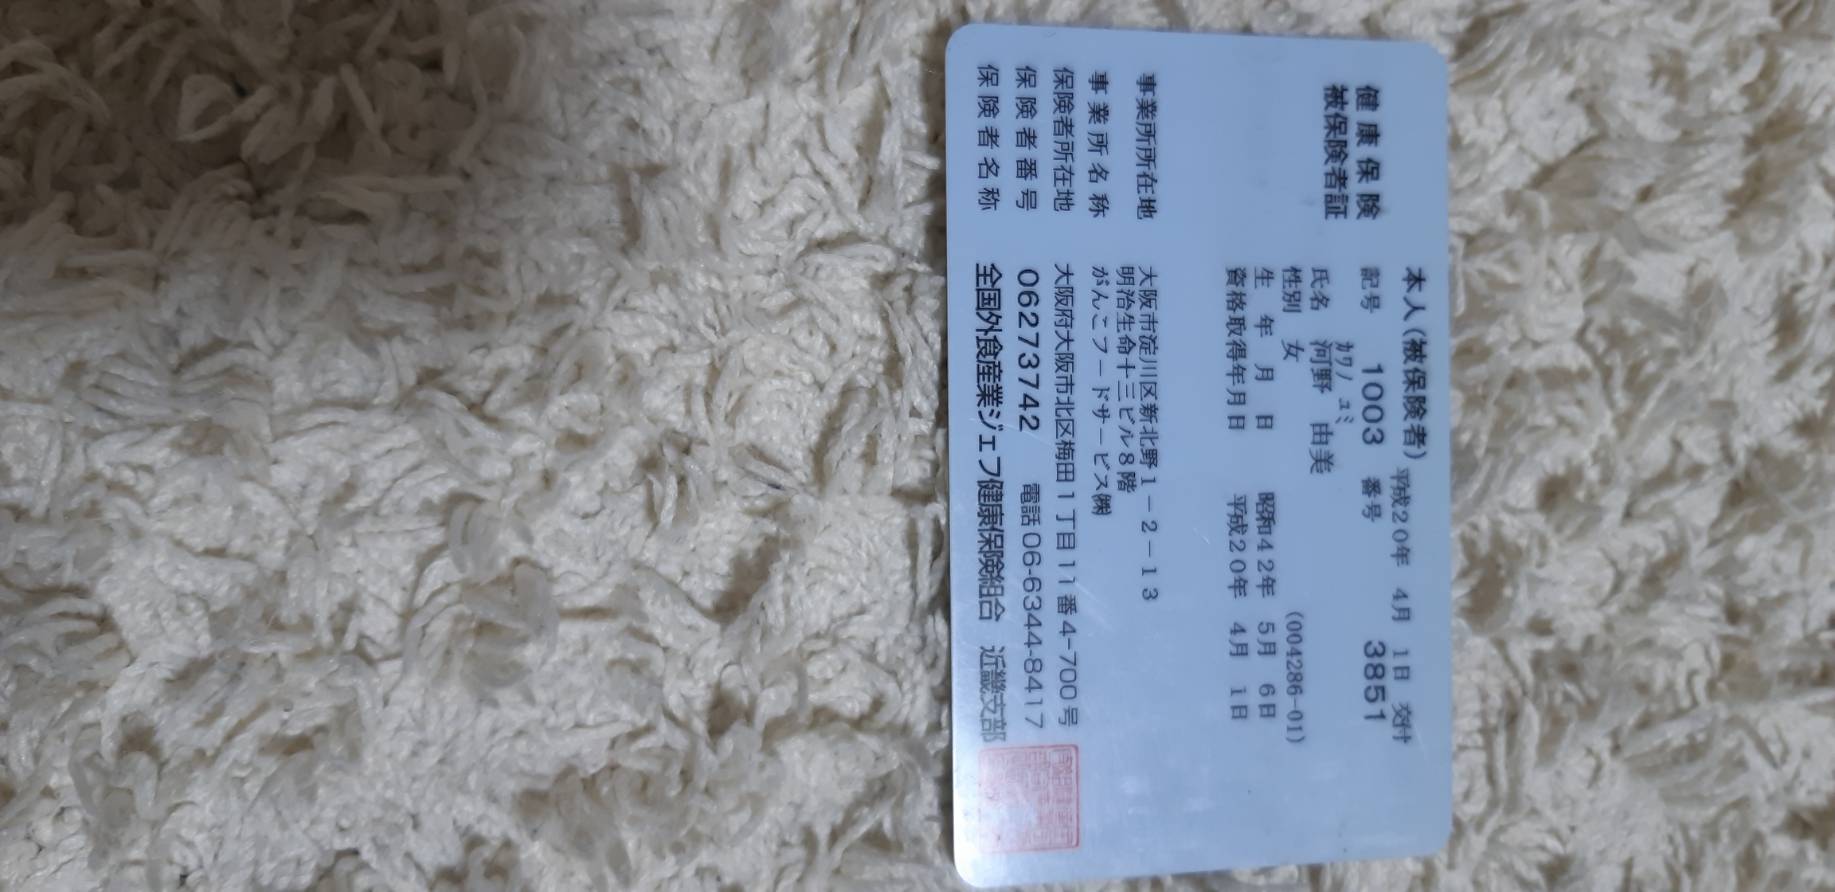 健康保険
被保険者証
本人(被保険者) 平成20年 4月 1日 交付
記号 1003 番号 3851
カワノ ユミ
氏名 河野 由美
性別 女 (004286-01)
生年月日 昭和42年 5月 6日
資格取得年月日 平成20年 4月 1日
事業所所在地 大阪市淀川区新北野1-2-13
明治生命十三ビル8階
事業所名称 がんこフードサービス㈱
保険者所在地 大阪府大阪市北区梅田1丁目11番4-700号
保険者番号 06273742 電話06-6344-8417
保険者名称 全国外食産業ジェフ健康保険組合 近畿支部